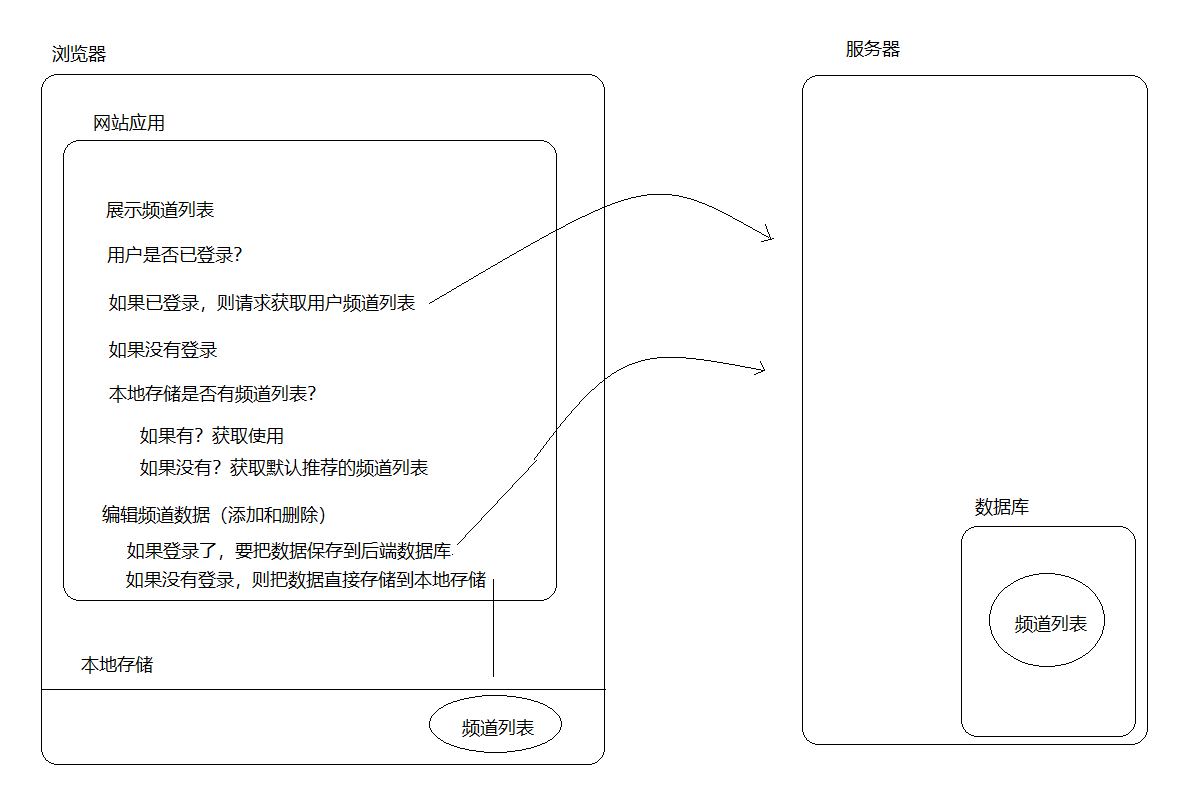 浏览器
服务器
网站应用
展示频道列表
用户是否已登录？
如果已登录，则请求获取用户频道列表
如果没有登录
本地存储是否有频道列表？
如果有？获取使用
如果没有？获取默认推荐的频道列表
编辑频道数据（添加和删除）
如果登录了，要把数据保存到后端数据库
如果没有登录，则把数据直接存储到本地存储
数据库
频道列表
本地存储
频道列表